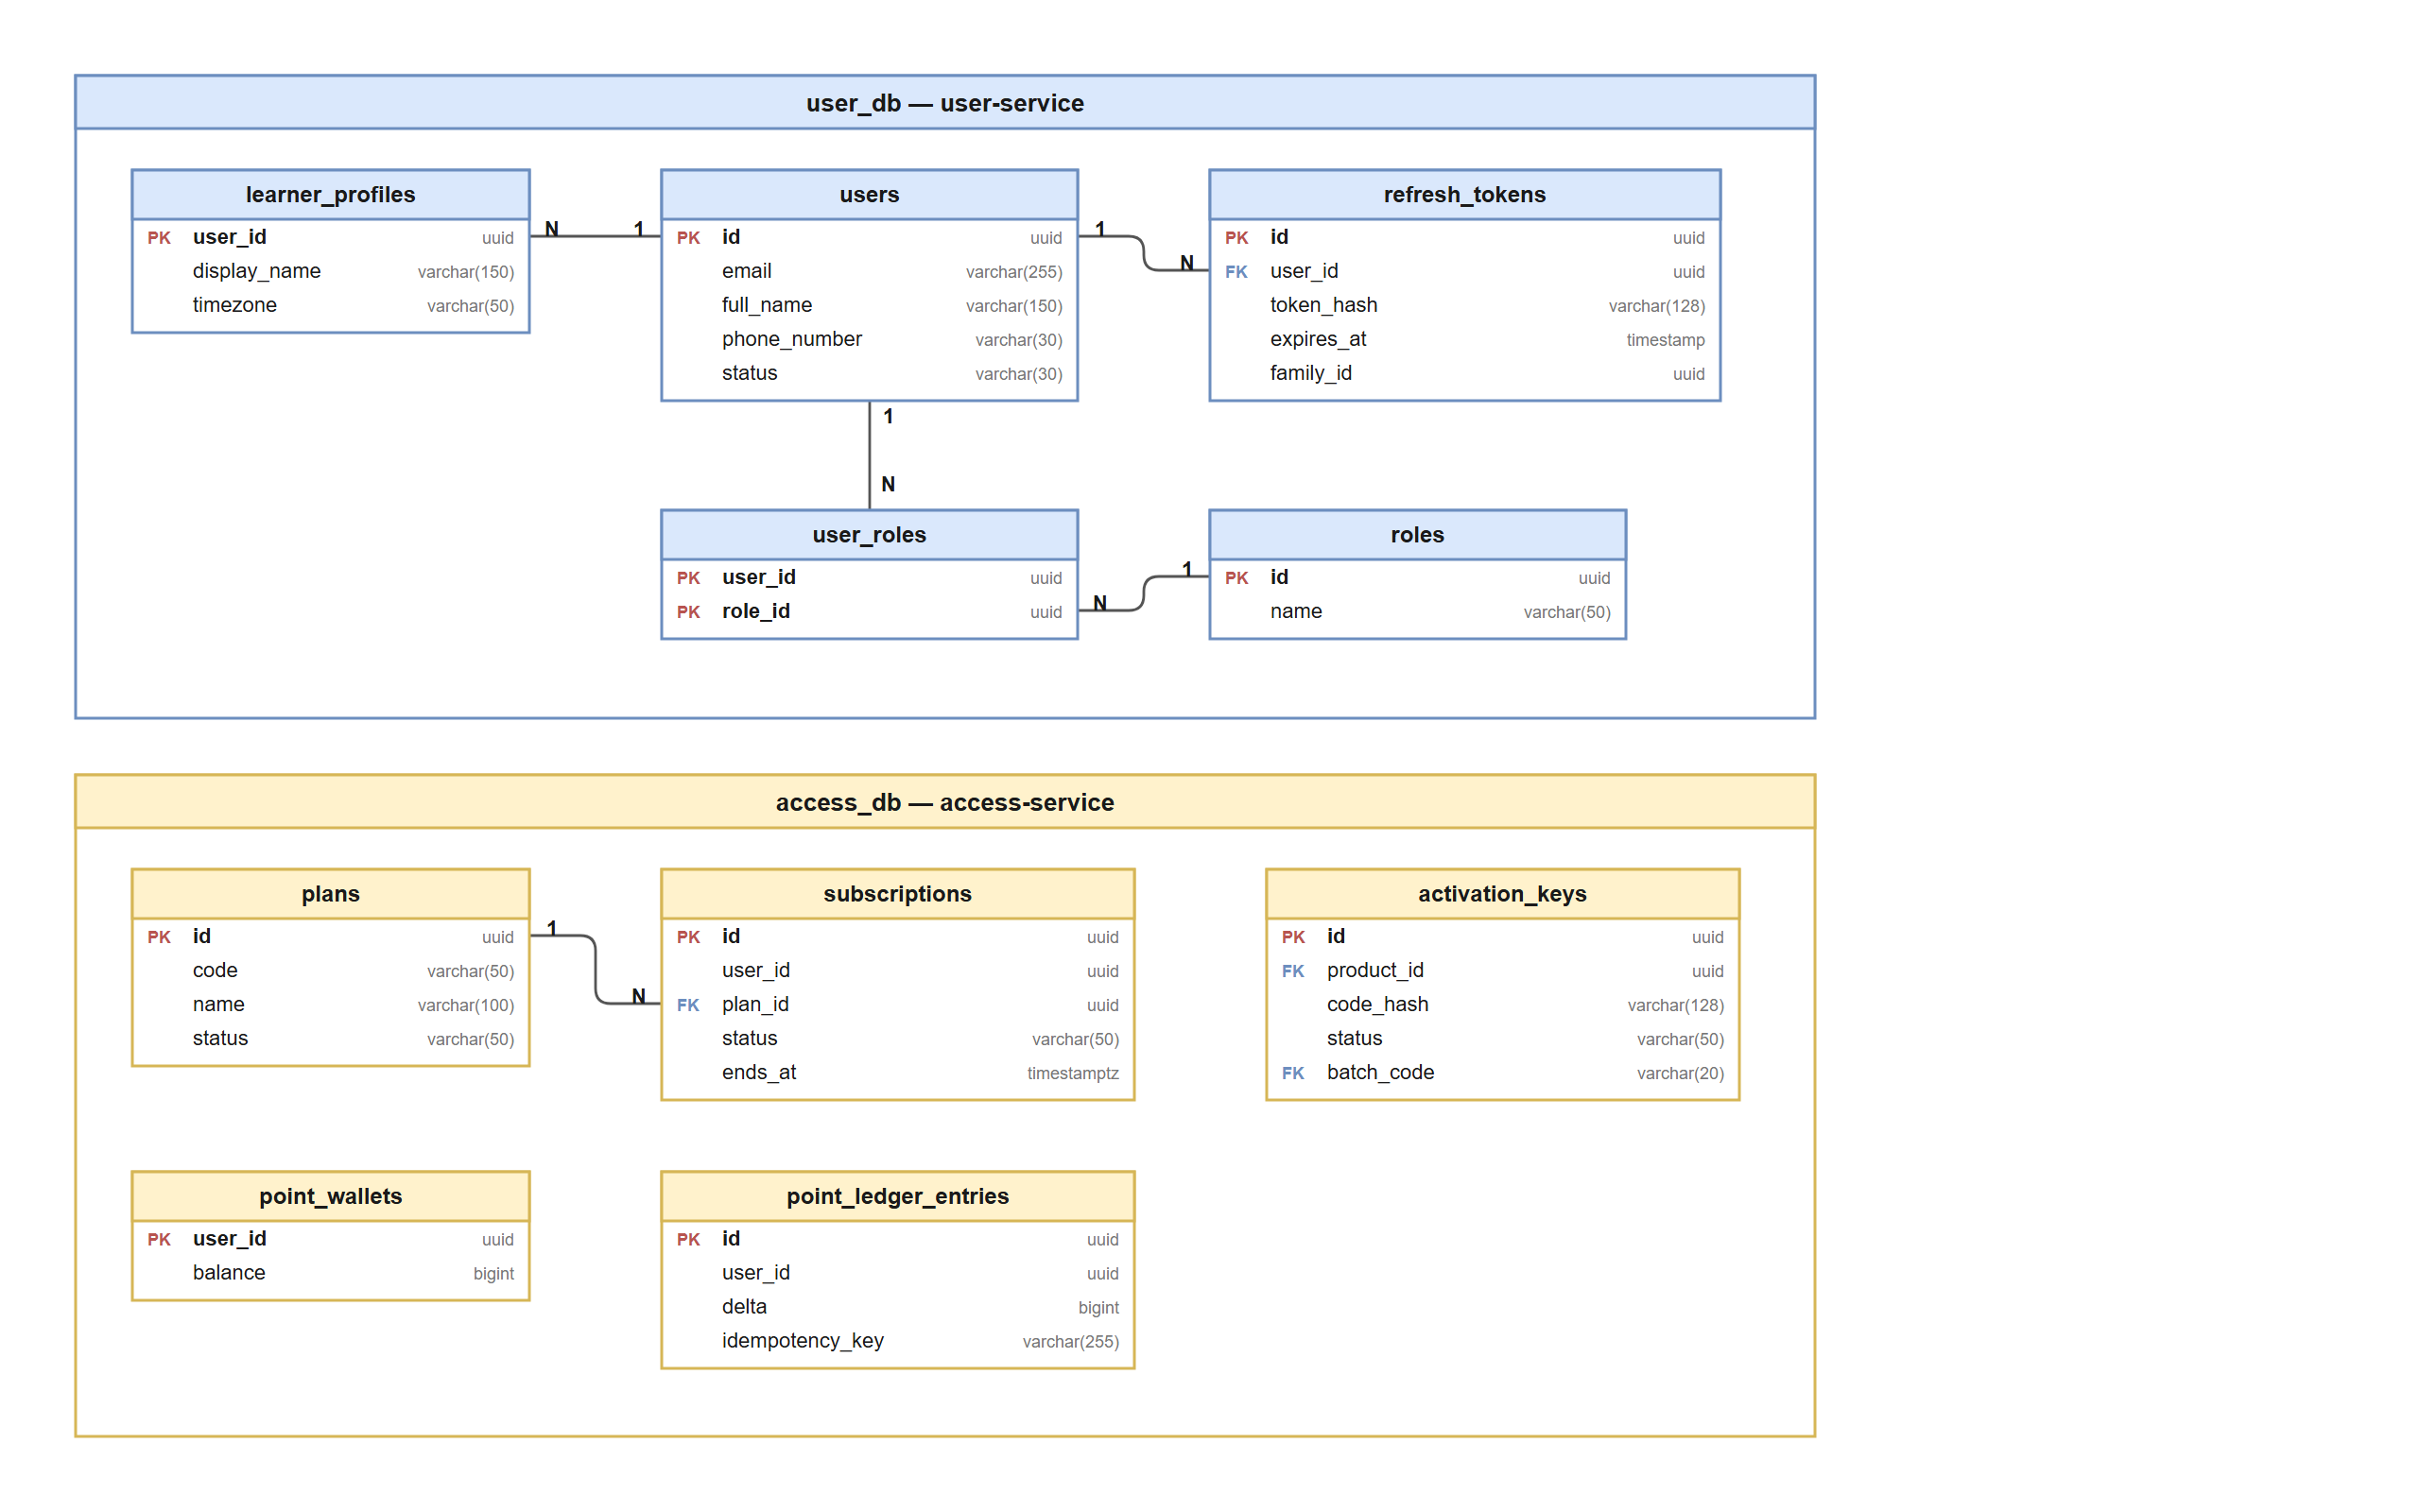 user_db — user-service
learner_profiles
PK user_id uuid
display_name varchar(150)
timezone varchar(50)
N 1
users
PK id uuid
email varchar(255)
full_name varchar(150)
phone_number varchar(30)
status varchar(30)
1 N
refresh_tokens
PK id uuid
FK user_id uuid
token_hash varchar(128)
expires_at timestamp
family_id uuid
1
N
user_roles
PK user_id uuid
PK role_id uuid
N 1
roles
PK id uuid
name varchar(50)
access_db — access-service
plans
PK id uuid
code varchar(50)
name varchar(100)
status varchar(50)
1 N
subscriptions
PK id uuid
user_id uuid
FK plan_id uuid
status varchar(50)
ends_at timestamptz
activation_keys
PK id uuid
FK product_id uuid
code_hash varchar(128)
status varchar(50)
FK batch_code varchar(20)
point_wallets
PK user_id uuid
balance bigint
point_ledger_entries
PK id uuid
user_id uuid
delta bigint
idempotency_key varchar(255)